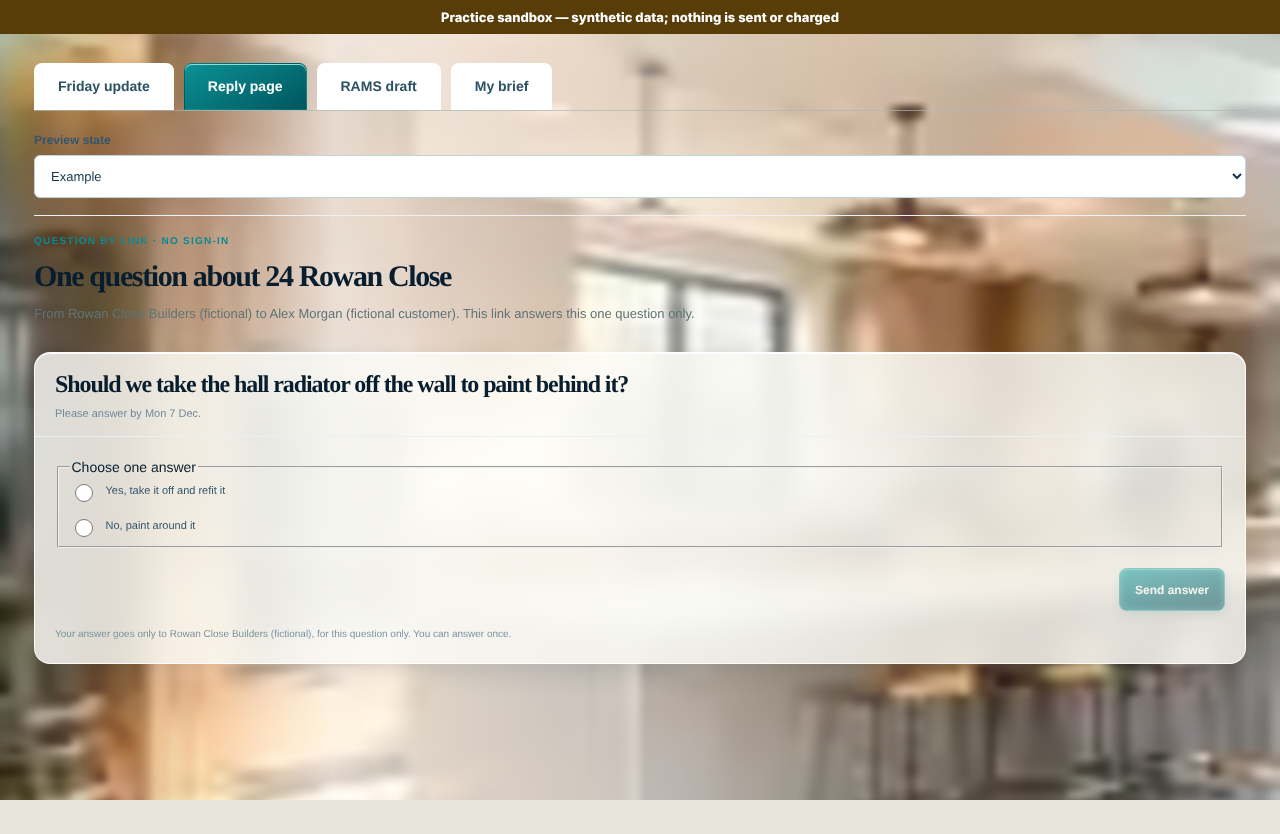 Practice sandbox — synthetic data; nothing is sent or charged
Friday update
Reply page
RAMS draft
My brief
Preview state
Example
QUESTION BY LINK · NO SIGN-IN
One question about 24 Rowan Close
From Rowan Close Builders (fictional) to Alex Morgan (fictional customer). This link answers this one question only.
Should we take the hall radiator off the wall to paint behind it?
Please answer by Mon 7 Dec.
Choose one answer
Yes, take it off and refit it
No, paint around it
Send answer
Your answer goes only to Rowan Close Builders (fictional), for this question only. You can answer once.